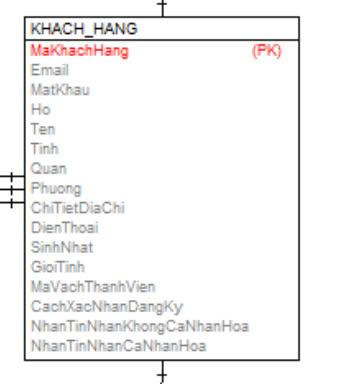 KHACH_HANG
MaKhachHang (PK)
Email
MatKhau
Ho
Ten
Tinh
Quan
Phuong
ChiTietDiaChi
DienThoai
SinhNhat
GioiTinh
MaVachThanhVien
CachXacNhanDangKy
NhanTinNhanKhongCaNhanHoa
NhanTinNhanCaNhanHoa